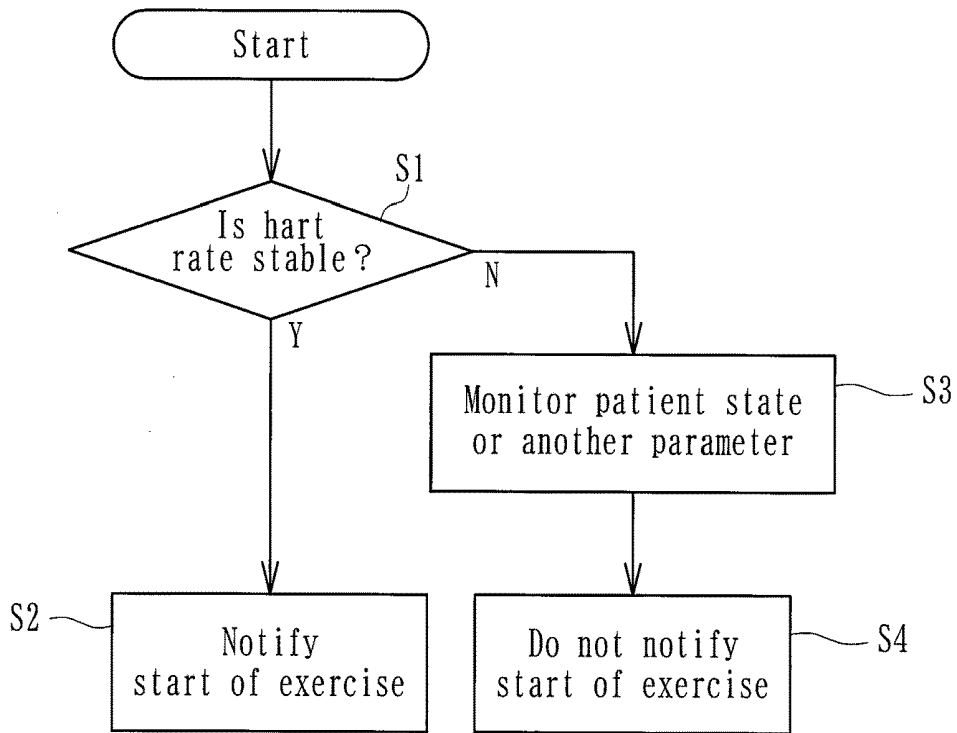 Start
S1
Is hart
rate stable?
N
Y
Monitor patient state
or another parameter
S3
S2
Notify
start of exercise
Do not notify
start of exercise
S4